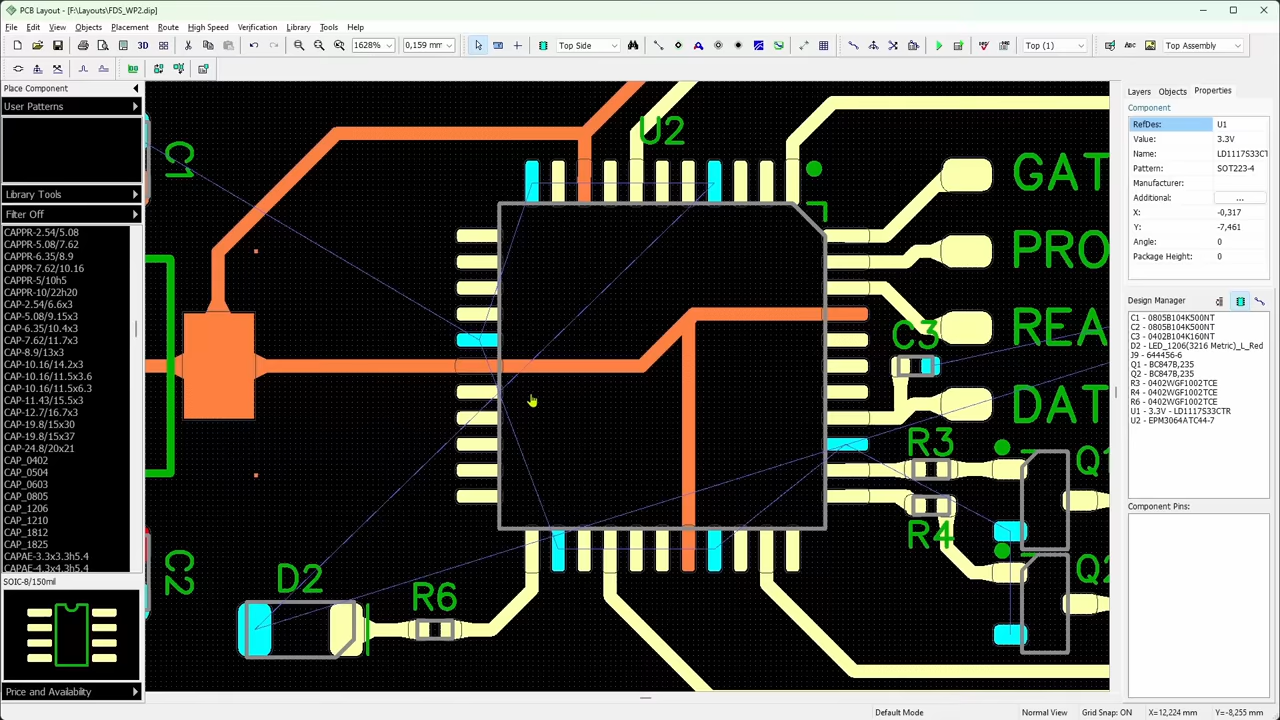 PCB Layout - [F:\Layouts\FDS_WP2.dip]
File Edit View Objects Placement Route High Speed Verification Library Tools Help
3D 1628% 0,159 mm Top Side Top (1) Abc Top Assembly
Place Component
User Patterns
Library Tools
Filter Off
CAPPR-2.54/5.08
CAPPR-5.08/7.62
CAPPR-6.35/8.9
CAPPR-7.62/10.16
CAPPR-5/10h5
CAPPR-10/22h20
CAP-2.54/6.6x3
CAP-5.08/9.15x3
CAP-6.35/10.4x3
CAP-7.62/11.7x3
CAP-8.9/13x3
CAP-10.16/14.2x3
CAP-10.16/11.5x3.6
CAP-10.16/11.5x6.3
CAP-11.43/15.5x3
CAP-12.7/16.7x3
CAP-19.8/15x30
CAP-19.8/15x37
CAP-24.8/20x21
CAP_0402
CAP_0504
CAP_0603
CAP_0805
CAP_1206
CAP_1210
CAP_1812
CAP_1825
CAPAE-3.3x3.3h5.4
CAPAE-4.3x4.3h5.4
SOIC-8/150mil
Price and Availability
C1
U2
GAT
PRO
REA
C3
DAT
R3
Q1
R4
Q2
C2
D2
R6
Layers Objects Properties
Component
RefDes: U1
Value: 3.3V
Name: LD1117S33CT
Pattern: SOT223-4
Manufacturer:
Additional: ...
X: -0,317
Y: -7,461
Angle: 0
Package Height: 0
Design Manager
C1 - 0805B104K500NT
C2 - 0805B104K500NT
C3 - 0402B104K160NT
D2 - LED_1206(3216 Metric)_L_Red
J9 - 644456-6
Q1 - BC847B,235
Q2 - BC847B,235
R3 - 0402WGF1002TCE
R4 - 0402WGF1002TCE
R6 - 0402WGF1002TCE
U1 - 3.3V - LD1117S33CTR
U2 - EPM3064ATC44-7
Component Pins:
Default Mode Normal View Grid Snap: ON X=12,224 mm Y=-8,255 mm